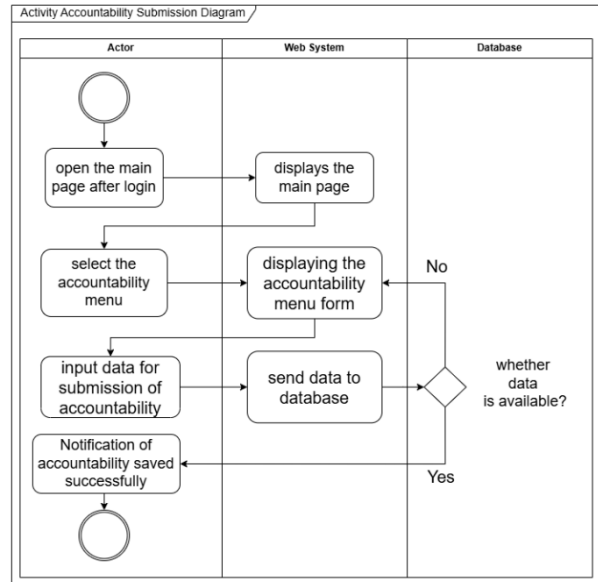 Activity Accountability Submission Diagram
Actor
Web System
Database
open the main
page after login
displays the
main page
select the
accountability
menu
displaying the
accountability
menu form
No
input data for
submission of
accountability
send data to
database
whether
data
is available?
Notification of
accountability saved
successfully
Yes